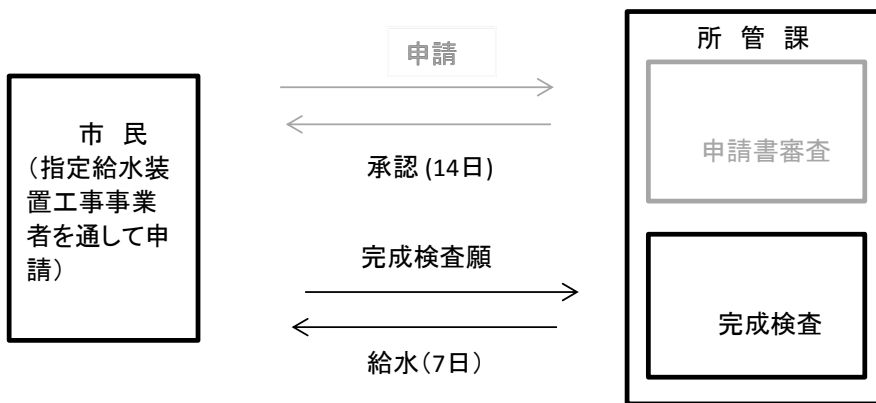 申請
所 管 課
市 民
（指定給水装
置工事事業
者を通して申
請）
申請書審査
承認 (14日)
完成検査願
完成検査
給水（7日）